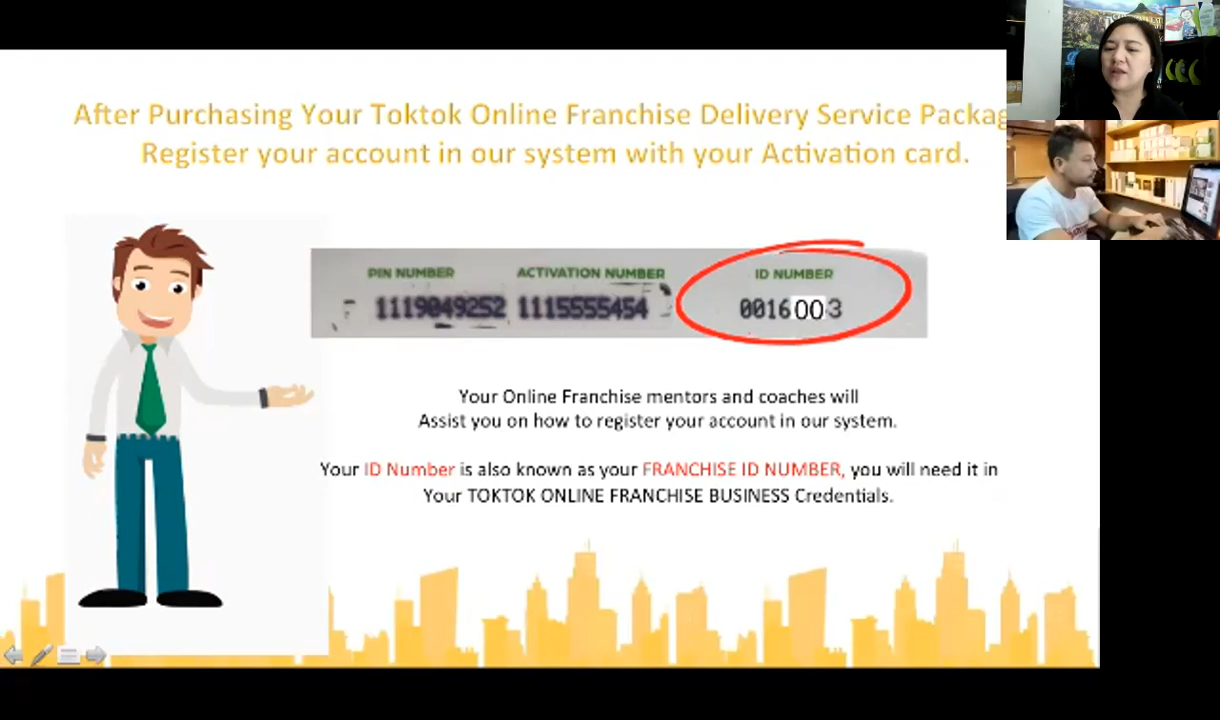 After Purchasing Your Toktok Online Franchise Delivery Service Packag
Register your account in our system with your Activation card.
PIN NUMBER ACTIVATION NUMBER ID NUMBER
1119049252 1115555454 0016003
Your Online Franchise mentors and coaches will
Assist you on how to register your account in our system.
Your ID Number is also known as your FRANCHISE ID NUMBER, you will need it in
Your TOKTOK ONLINE FRANCHISE BUSINESS Credentials.